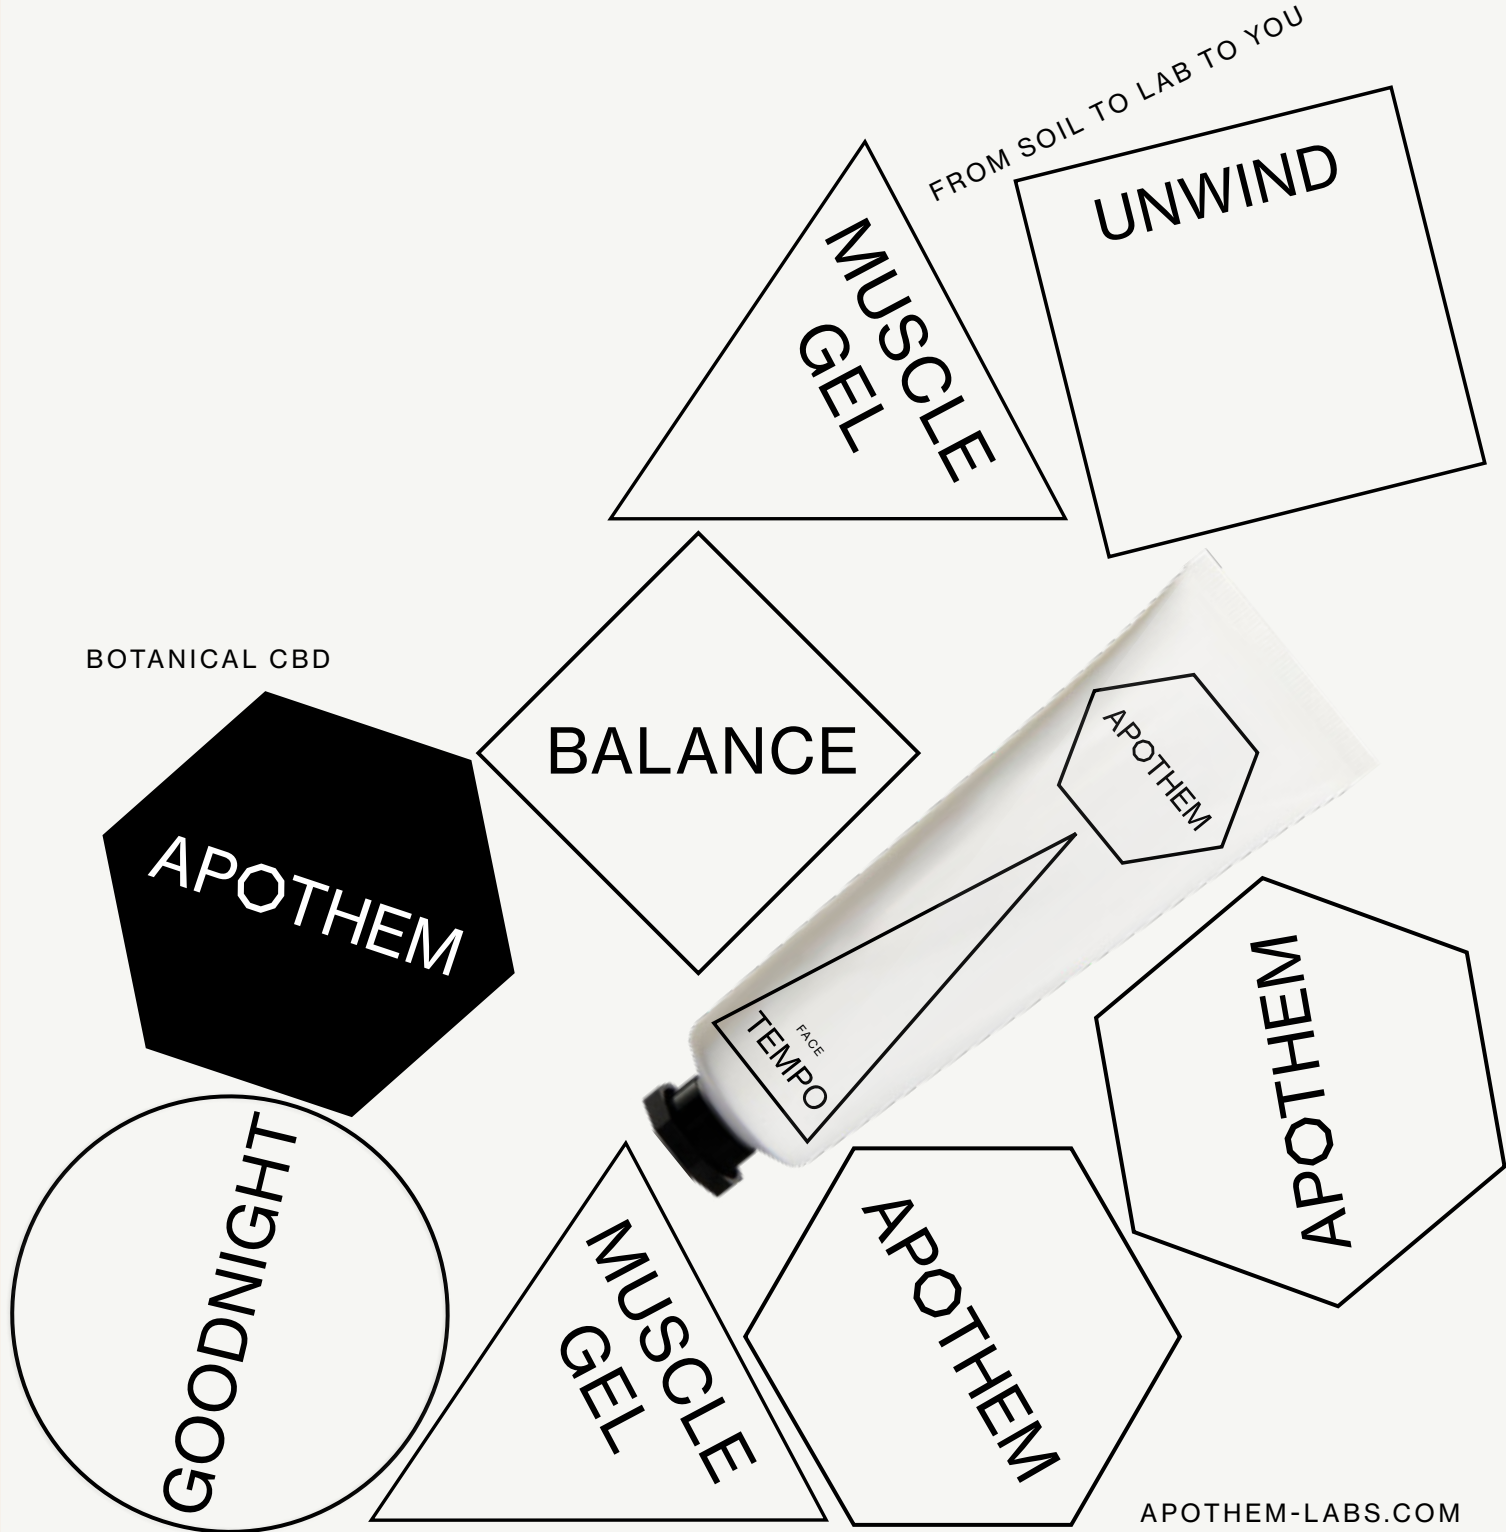 FROM SOIL TO LAB TO YOU
UNWIND
MUSCLE
GEL
BOTANICAL CBD
BALANCE
APOTHEM
APOTHEM
FACE
TEMPO
APOTHEM
GOODNIGHT
MUSCLE
GEL
APOTHEM
APOTHEM-LABS.COM